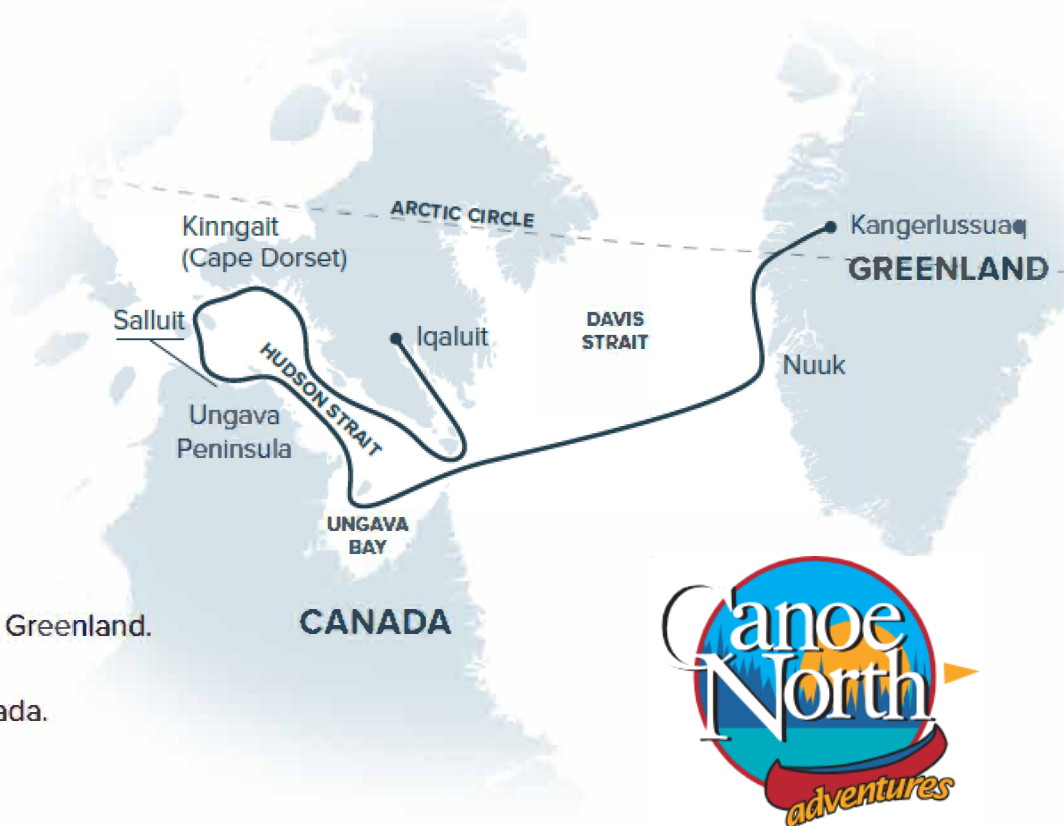 ARCTIC CIRCLE
Kinngait
(Cape Dorset)
Kangerlussuaq
GREENLAND
Salluit
Iqaluit
DAVIS
STRAIT
HUDSON STRAIT
Nuuk
Ungava
Peninsula
UNGAVA
BAY
Greenland.
CANADA
ada.
Canoe
North
adventures